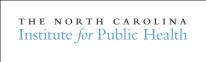 THE NORTH CAROLINA
Institute for Public Health